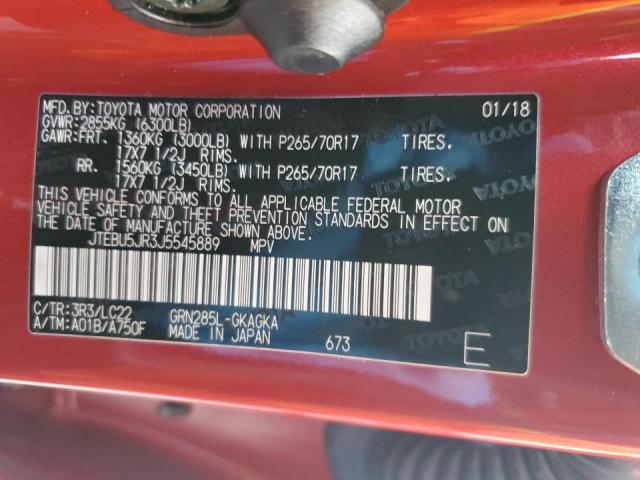 MFD.BY:TOYOTA MOTOR CORPORATION 01/18
GVWR:2855KG (6300LB)
GAWR:FRT. 1360KG (3000LB) WITH P265/70R17 TIRES.
17X7 1/2J RIMS.
RR. 1560KG (3450LB) WITH P265/70R17 TIRES.
17X7 1/2J RIMS.
THIS VEHICLE CONFORMS TO ALL APPLICABLE FEDERAL MOTOR
VEHICLE SAFETY AND THEFT PREVENTION STANDARDS IN EFFECT ON
THE DATE OF MANUFACTURE SHOWN ABOVE.
JTEBU5JR3J5545889 MPV
C/TR:3R3/LC22 GRN285L-GKAGKA
A/TM:A01B/A750F MADE IN JAPAN 673 E